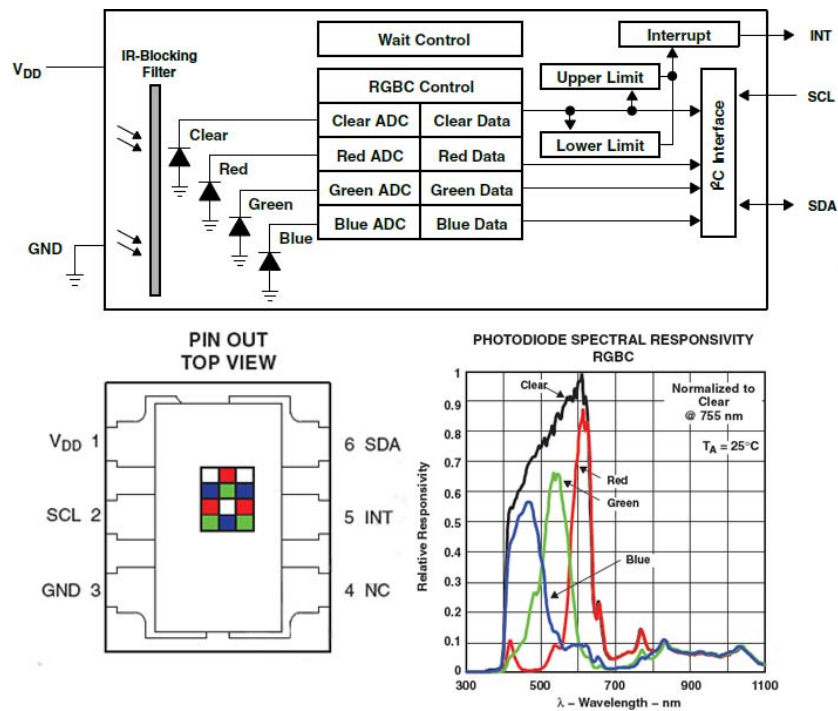 Wait Control
Interrupt
INT
IR-Blocking
Filter
VDD
Upper Limit
RGBC Control
SCL
Clear
Clear ADC
Clear Data
Lower Limit
I²C Interface
Red
Red ADC
Red Data
Green
Green ADC
Green Data
SDA
Blue
Blue ADC
Blue Data
GND
PIN OUT
TOP VIEW
VDD 1
6 SDA
SCL 2
5 INT
GND 3
4 NC
PHOTODIODE SPECTRAL RESPONSIVITY
RGBC
1
Clear
Normalized to
Clear
@ 755 nm
0.9
0.8
TA = 25°C
0.7
Red
0.6
Green
0.5
0.4
Blue
0.3
0.2
0.1
0
Relative Responsivity
300 500 700 900 1100
λ – Wavelength – nm